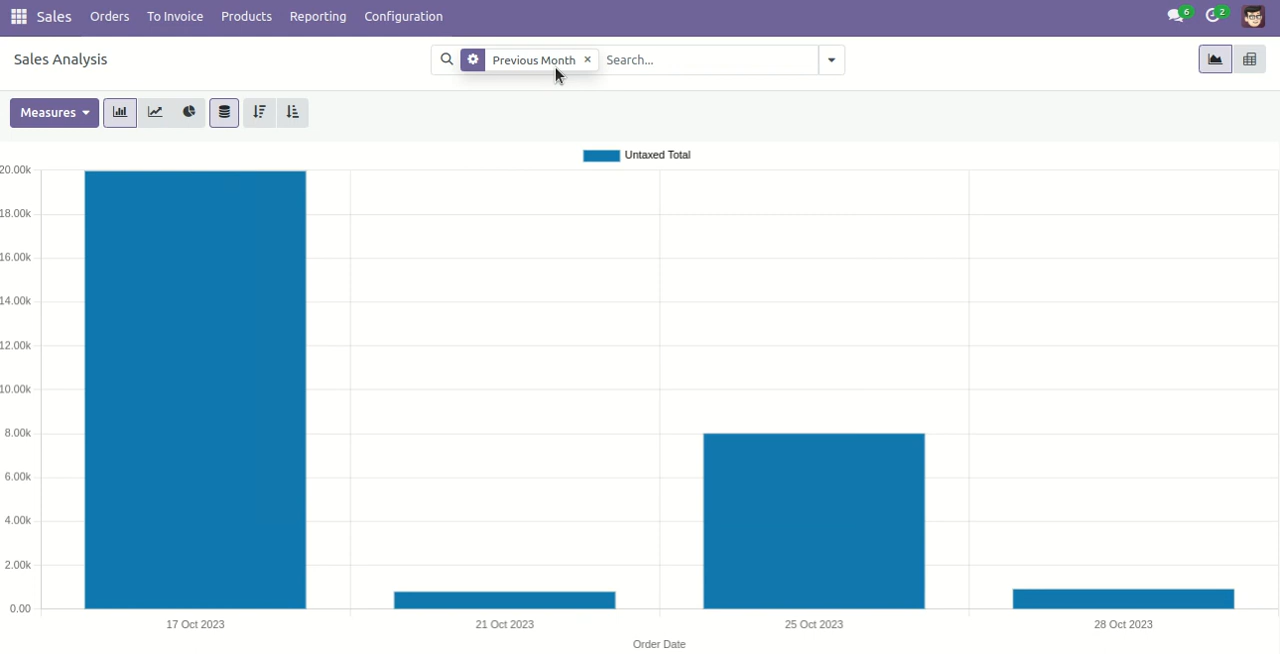 Sales Orders To Invoice Products Reporting Configuration 6 2
Sales Analysis Previous Month × Search...
Measures
Untaxed Total
20.00k
18.00k
16.00k
14.00k
12.00k
10.00k
8.00k
6.00k
4.00k
2.00k
0.00
17 Oct 2023 21 Oct 2023 25 Oct 2023 28 Oct 2023
Order Date